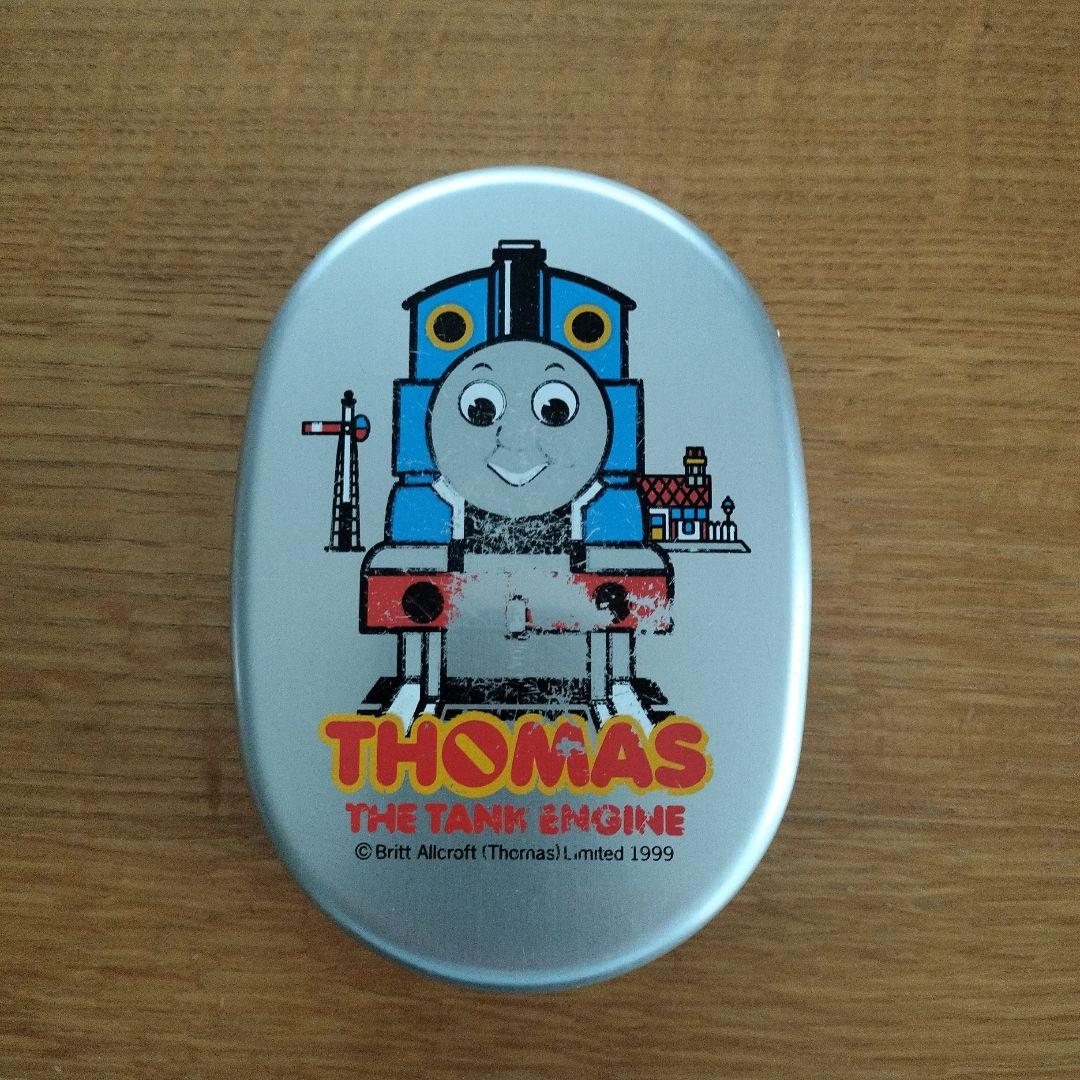 THOMAS
THE TANK ENGINE
© Britt Allcroft (Thomas) Limited 1999